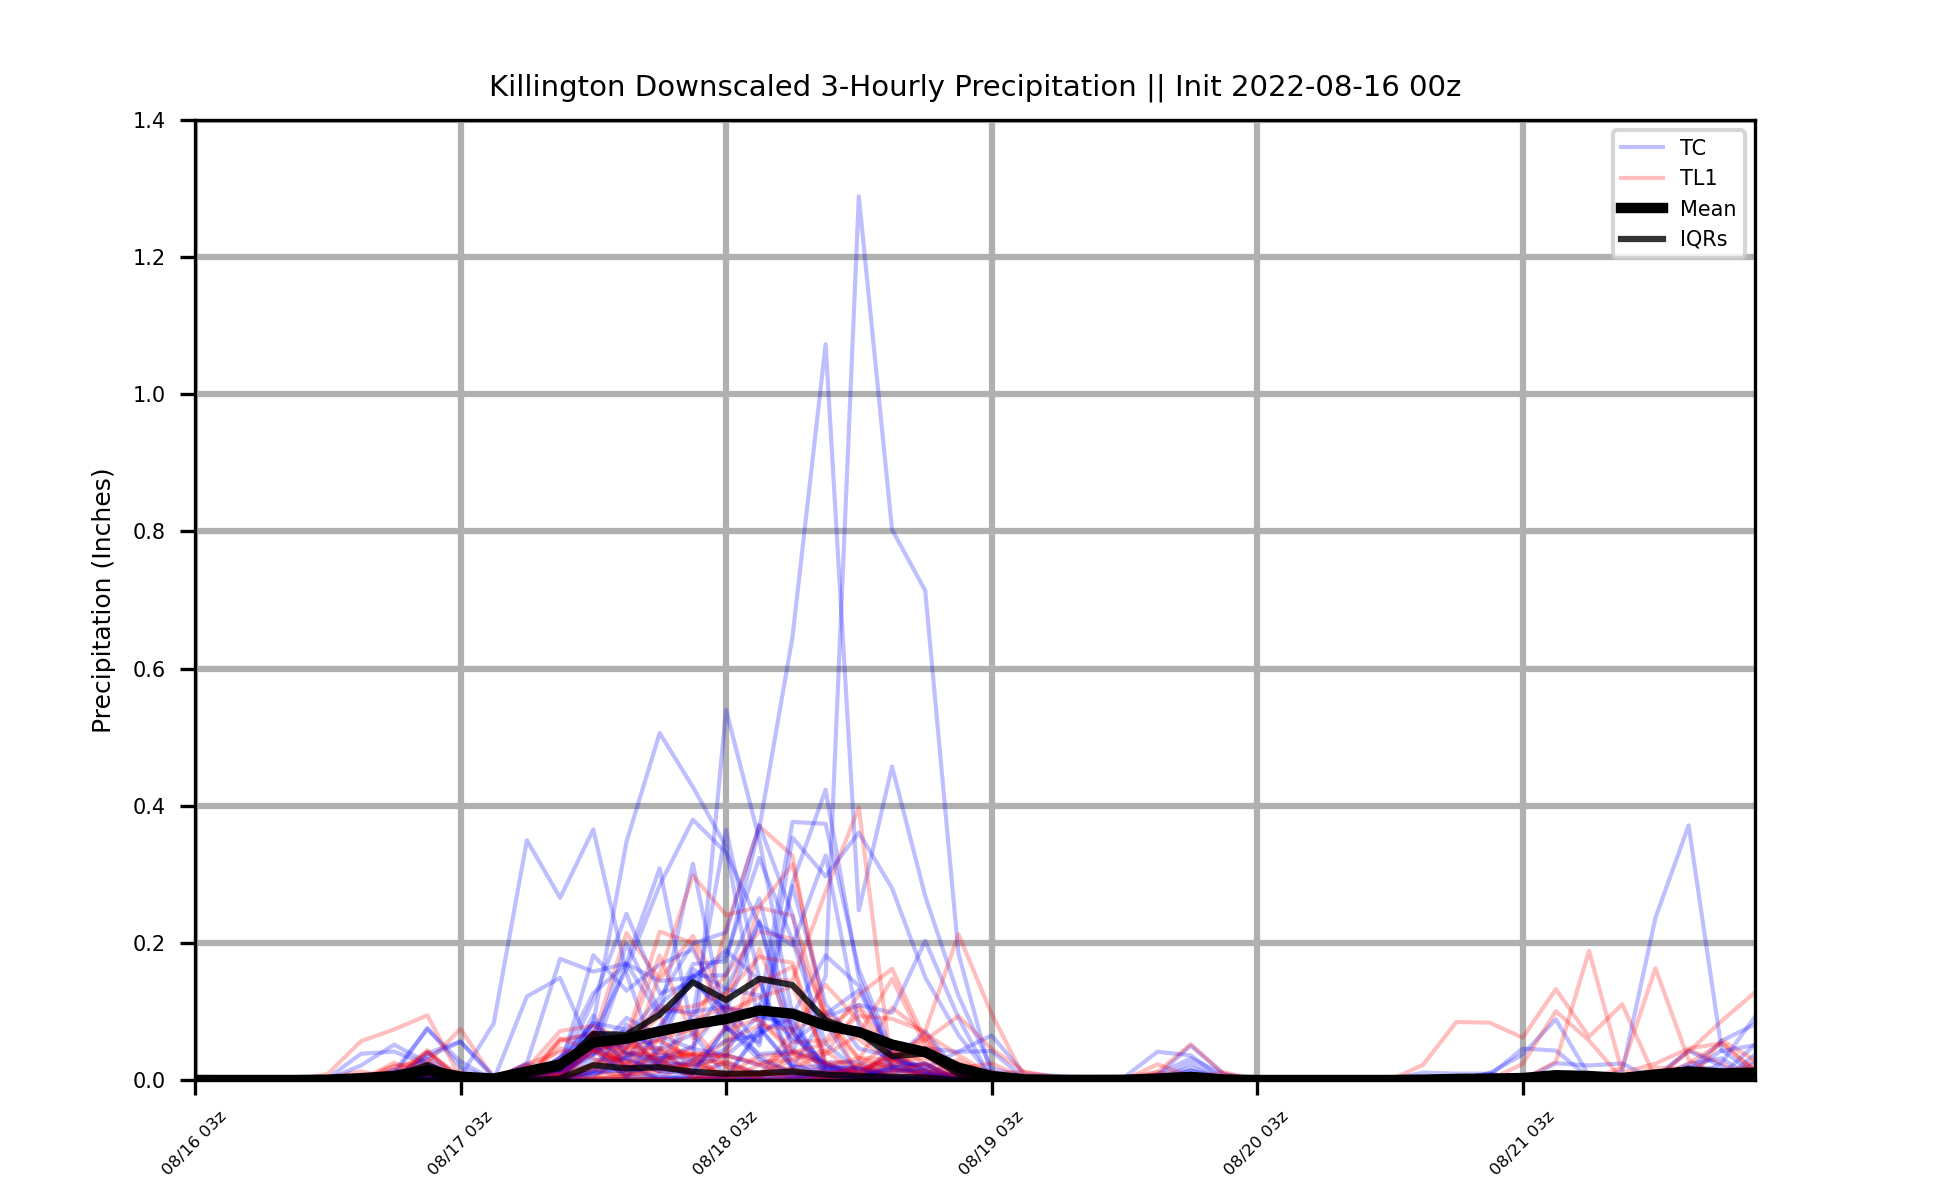 Killington Downscaled 3-Hourly Precipitation || Init 2022-08-16 00z
1.4
1.2
1.0
0.8
0.6
0.4
0.2
0.0
Precipitation (Inches)
TC
TL1
Mean
IQRs
08/16 03z
08/17 03z
08/18 03z
08/19 03z
08/20 03z
08/21 03z